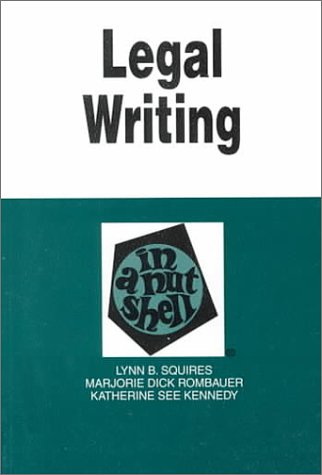 Legal
Writing
in
a nut
shell
®
LYNN B. SQUIRES
MARJORIE DICK ROMBAUER
KATHERINE SEE KENNEDY